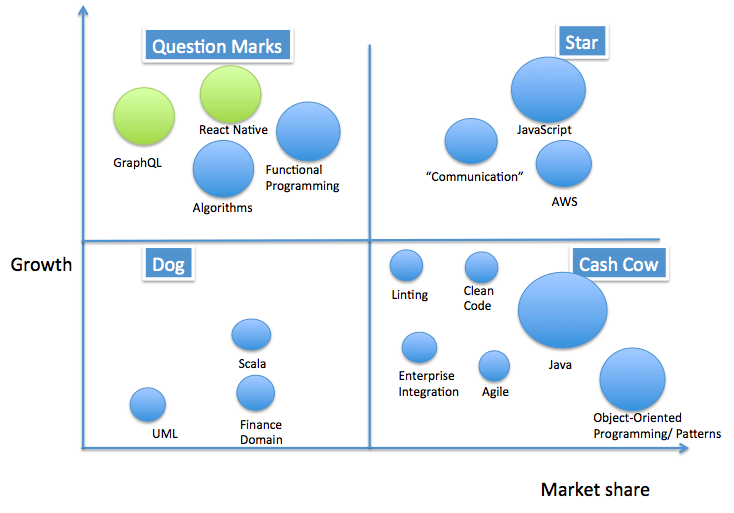 Question Marks
Star
React Native
JavaScript
GraphQL
Functional
Programming
“Communication”
Algorithms
AWS
Growth
Dog
Cash Cow
Linting
Clean
Code
Scala
Enterprise
Integration
Agile
Java
UML
Finance
Domain
Object-Oriented
Programming/ Patterns
Market share